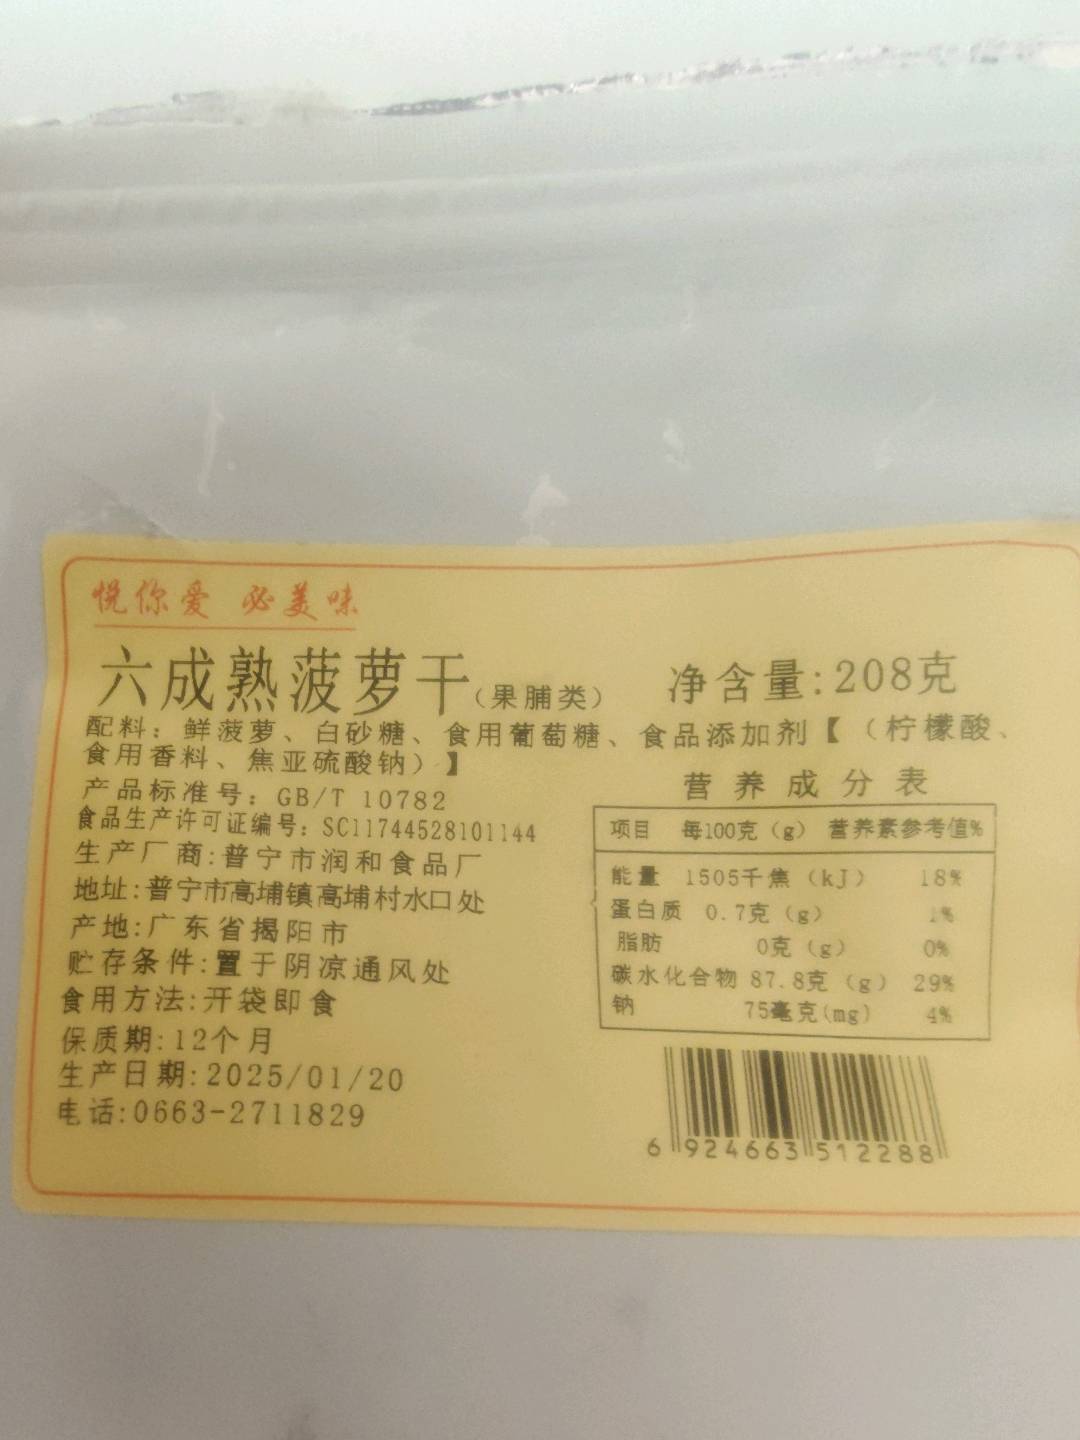 悦你爱 必美味
六成熟菠萝干(果脯类) 净含量:208克
配料：鲜菠萝、白砂糖、食用葡萄糖、食品添加剂【（柠檬酸、
食用香料、焦亚硫酸钠）】
产品标准号：GB/T 10782
食品生产许可证编号：SC11744528101144
生产厂商:普宁市润和食品厂
地址:普宁市高埔镇高埔村水口处
产地:广东省揭阳市
贮存条件:置于阴凉通风处
食用方法:开袋即食
保质期:12个月
生产日期:2025/01/20
电话:0663-2711829
营养成分表
项目 每100克（g） 营养素参考值%
能量 1505千焦（kJ） 18%
蛋白质 0.7克（g） 1%
脂肪 0克（g） 0%
碳水化合物 87.8克（g） 29%
钠 75毫克(mg) 4%
6 924663 512288